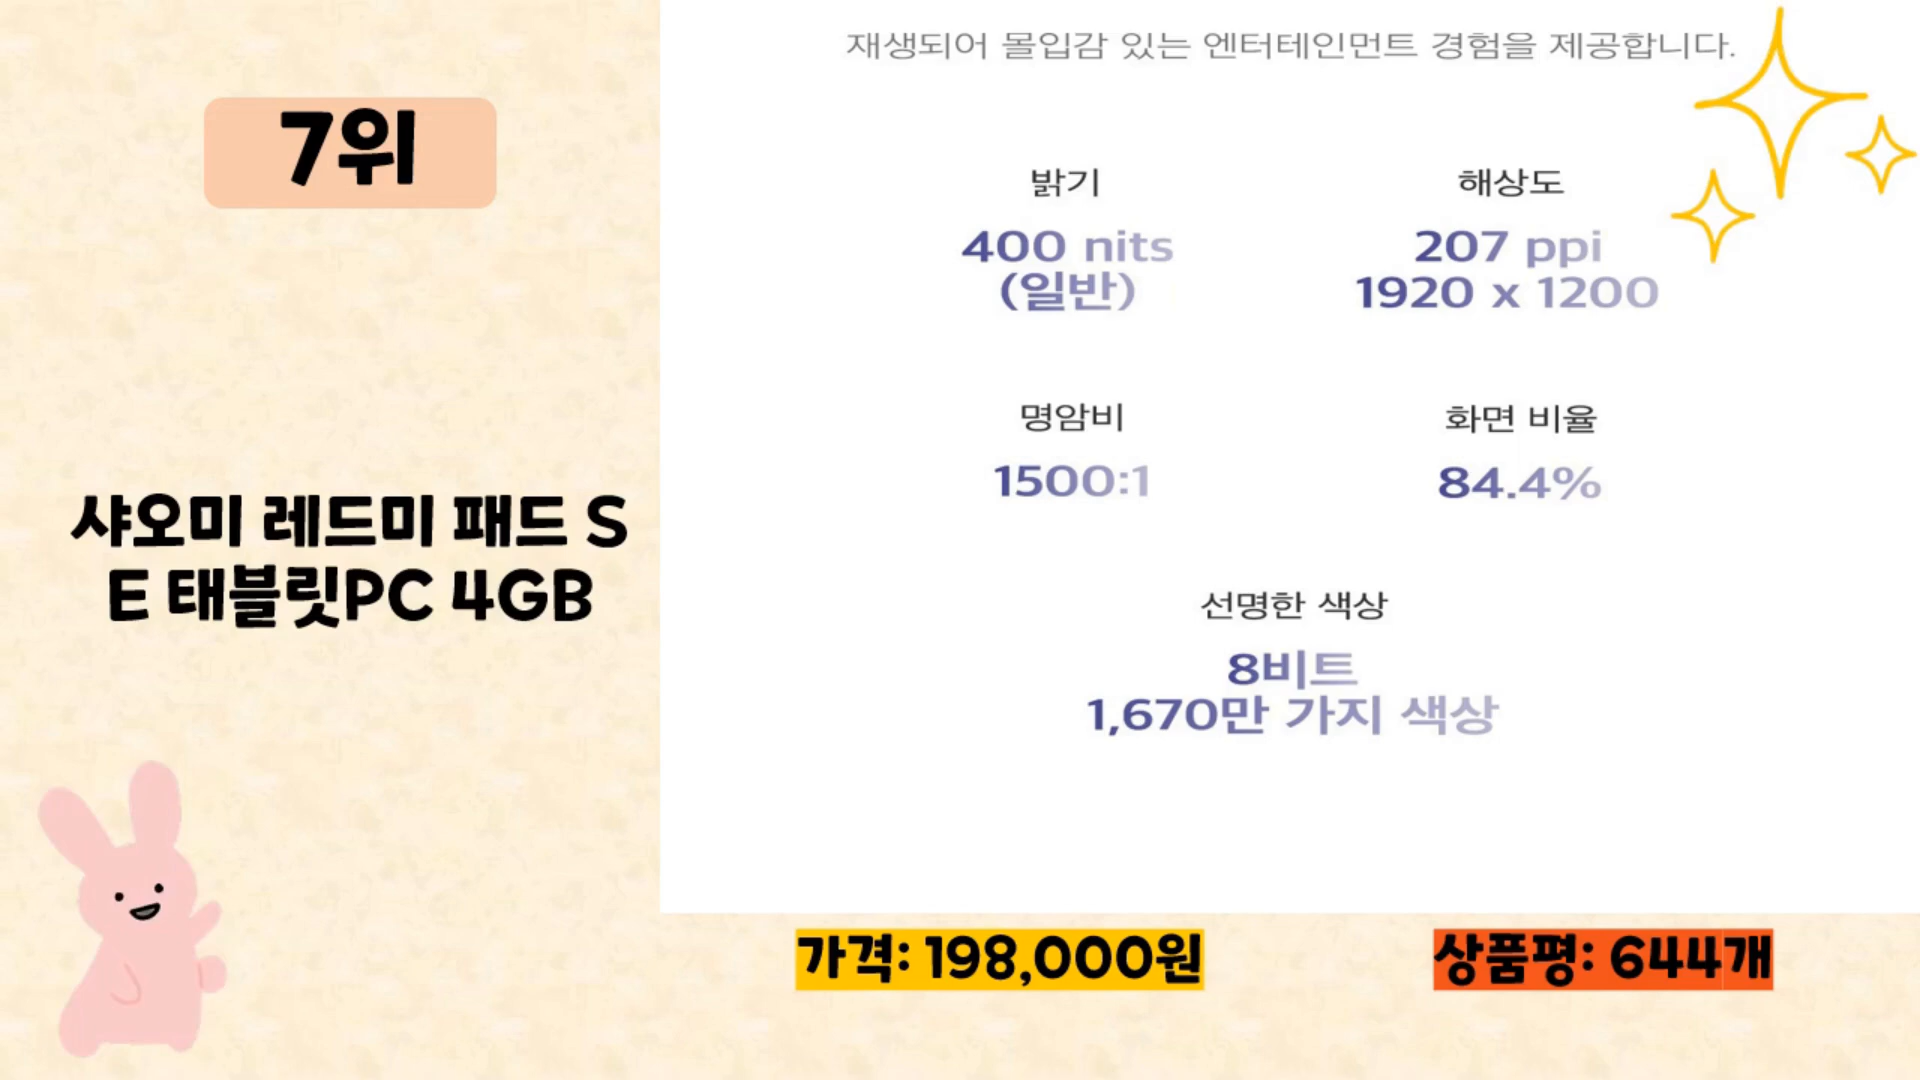 7위
샤오미 레드미 패드 S
E 태블릿PC 4GB
재생되어 몰입감 있는 엔터테인먼트 경험을 제공합니다.
밝기
400 nits
(일반)
해상도
207 ppi
1920 x 1200
명암비
1500:1
화면 비율
84.4%
선명한 색상
8비트
1,670만 가지 색상
가격: 198,000원
상품평: 644개